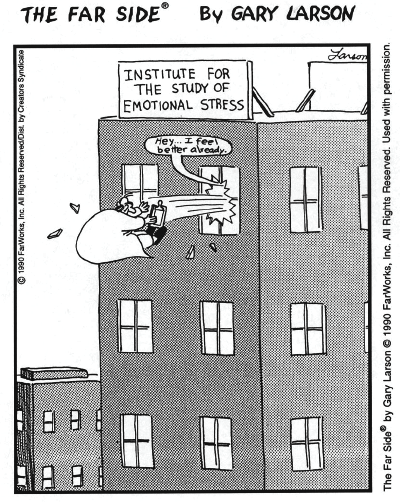 THE FAR SIDE® By GARY LARSON
Larson
INSTITUTE FOR
THE STUDY OF
EMOTIONAL STRESS
Hey... I feel
better already.
© 1990 FarWorks, Inc. All Rights Reserved/Dist. by Creators Syndicate
The Far Side® by Gary Larson © 1990 FarWorks, Inc. All Rights Reserved. Used with permission.